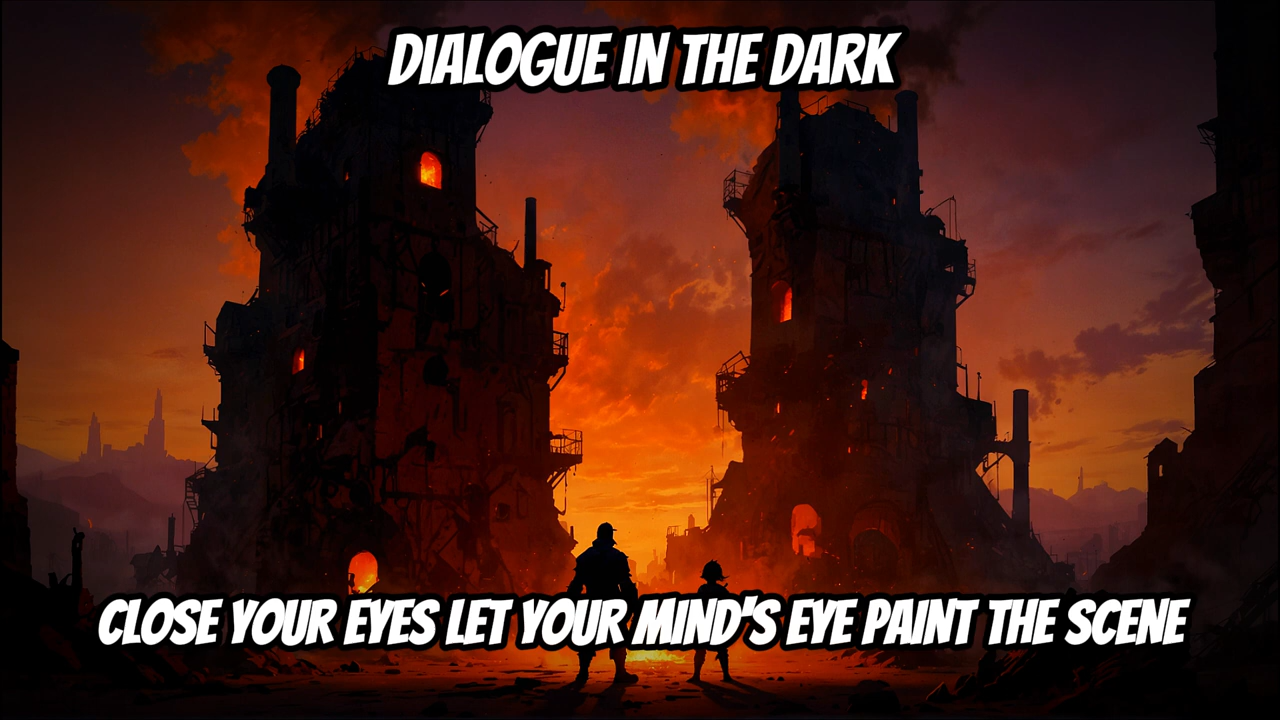 DIALOGUE IN THE DARK
CLOSE YOUR EYES LET YOUR MIND'S EYE PAINT THE SCENE